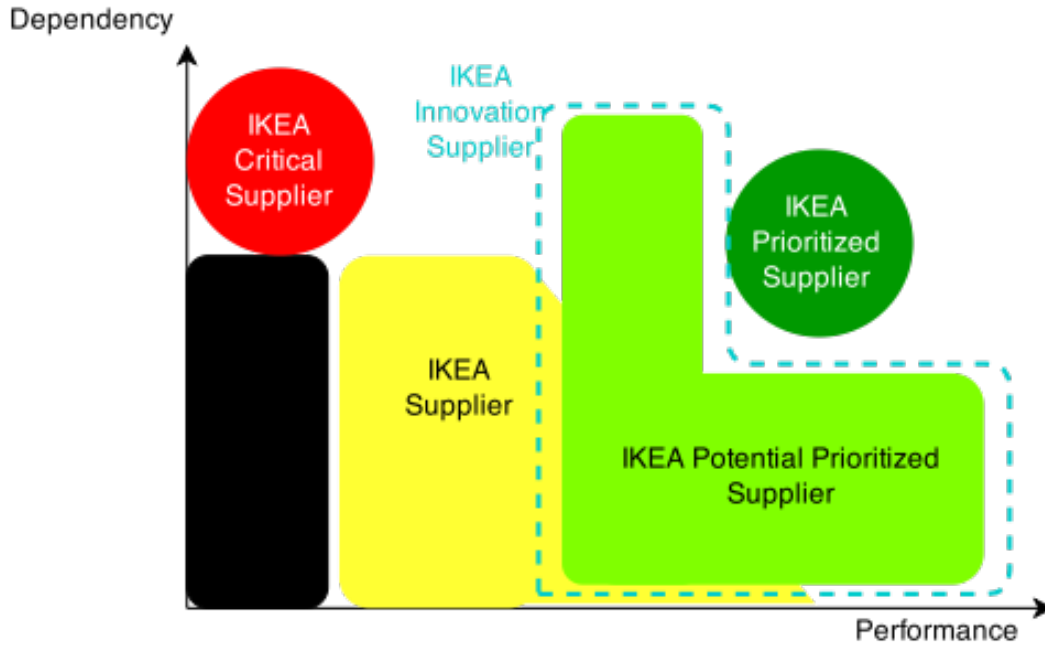 Dependency
IKEA
Innovation
Supplier
IKEA
Critical
Supplier
IKEA
Prioritized
Supplier
IKEA
Supplier
IKEA Potential Prioritized
Supplier
Performance